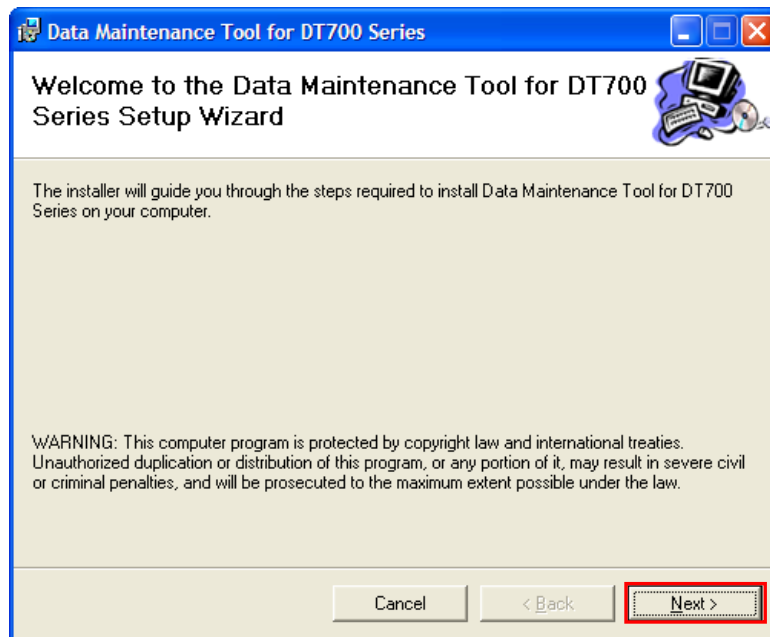 Data Maintenance Tool for DT700 Series
Welcome to the Data Maintenance Tool for DT700
Series Setup Wizard
The installer will guide you through the steps required to install Data Maintenance Tool for DT700
Series on your computer.
WARNING: This computer program is protected by copyright law and international treaties.
Unauthorized duplication or distribution of this program, or any portion of it, may result in severe civil
or criminal penalties, and will be prosecuted to the maximum extent possible under the law.
Cancel
< Back
Next >